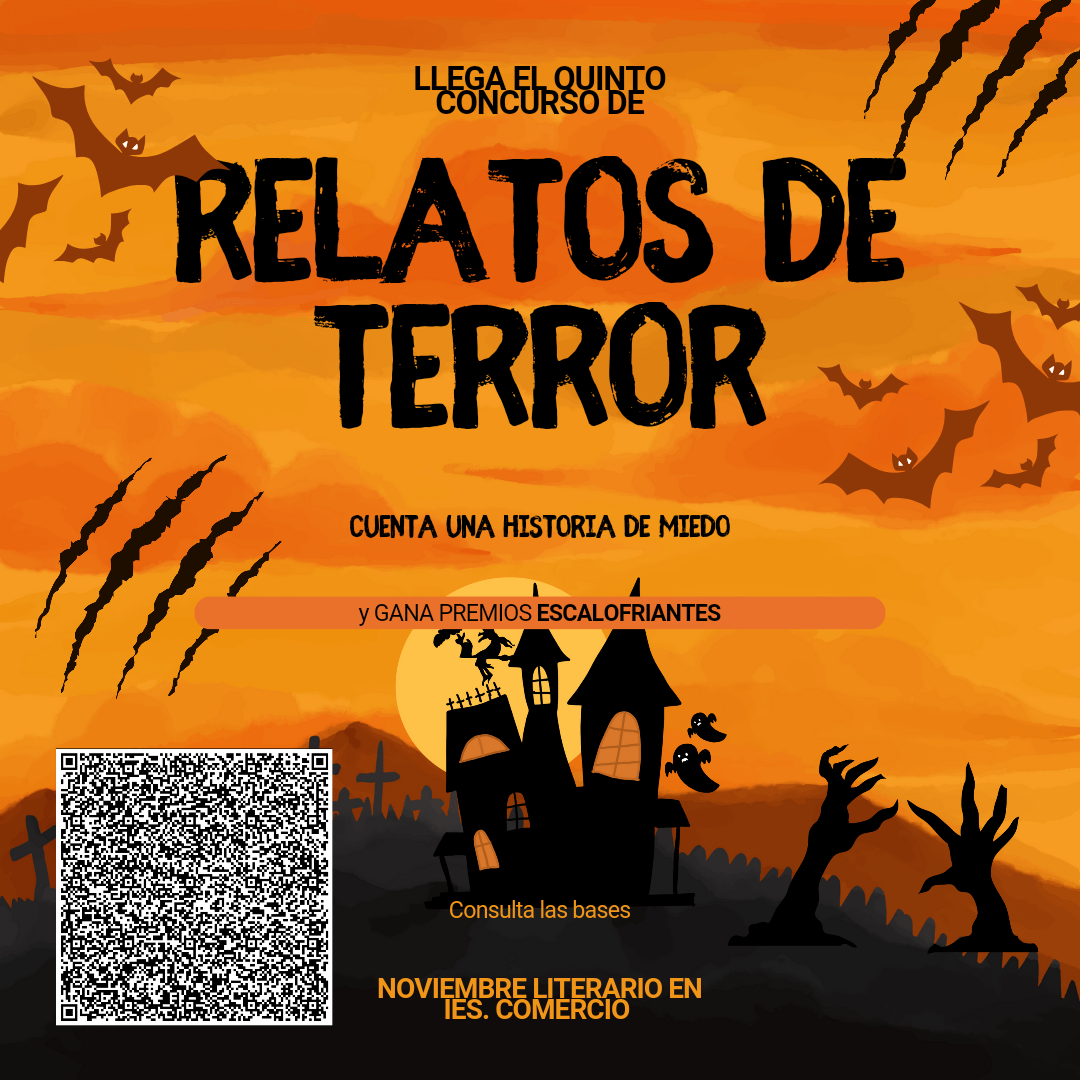 LLEGA EL QUINTO
CONCURSO DE
RELATOS DE
TERROR
CUENTA UNA HISTORIA DE MIEDO
y GANA PREMIOS ESCALOFRIANTES
Consulta las bases
NOVIEMBRE LITERARIO EN
IES. COMERCIO